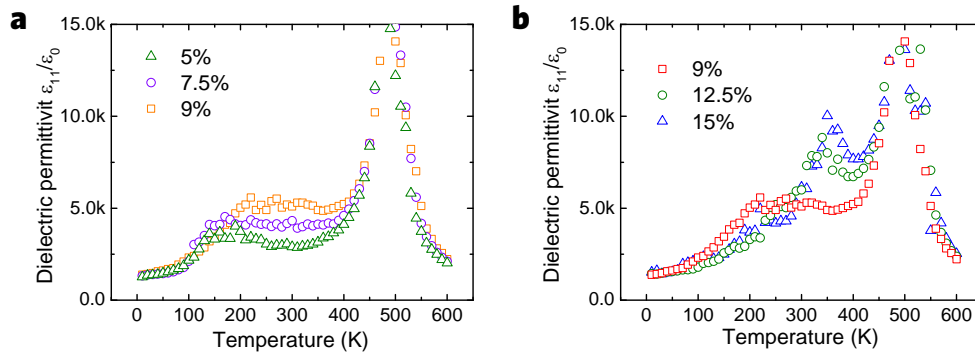 a
Dielectric permittivit ε11/ε0
15.0k
10.0k
5.0k
0.0
5%
7.5%
9%
0 100 200 300 400 500 600
Temperature (K)
b
Dielectric permittivit ε11/ε0
15.0k
10.0k
5.0k
0.0
9%
12.5%
15%
0 100 200 300 400 500 600
Temperature (K)